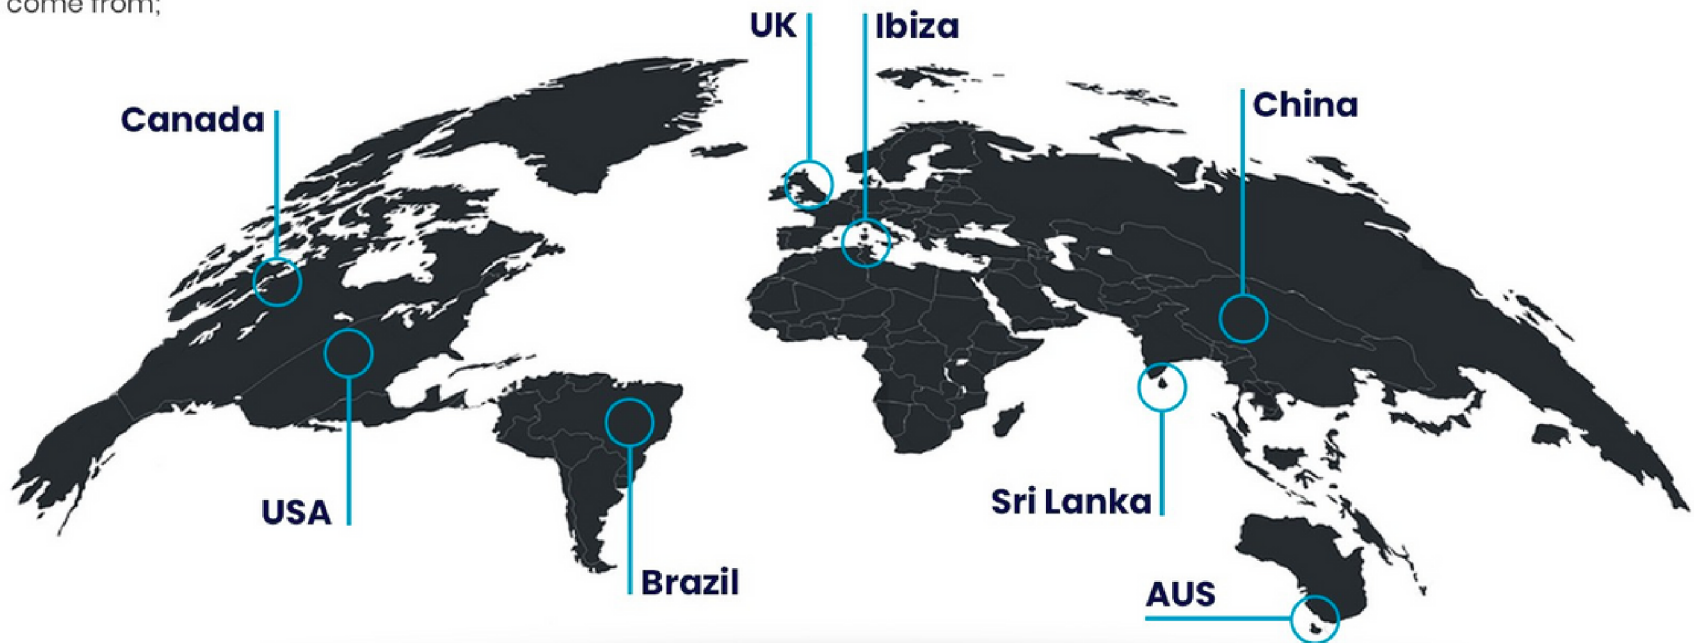 come from;
UK
Ibiza
Canada
China
USA
Sri Lanka
Brazil
AUS